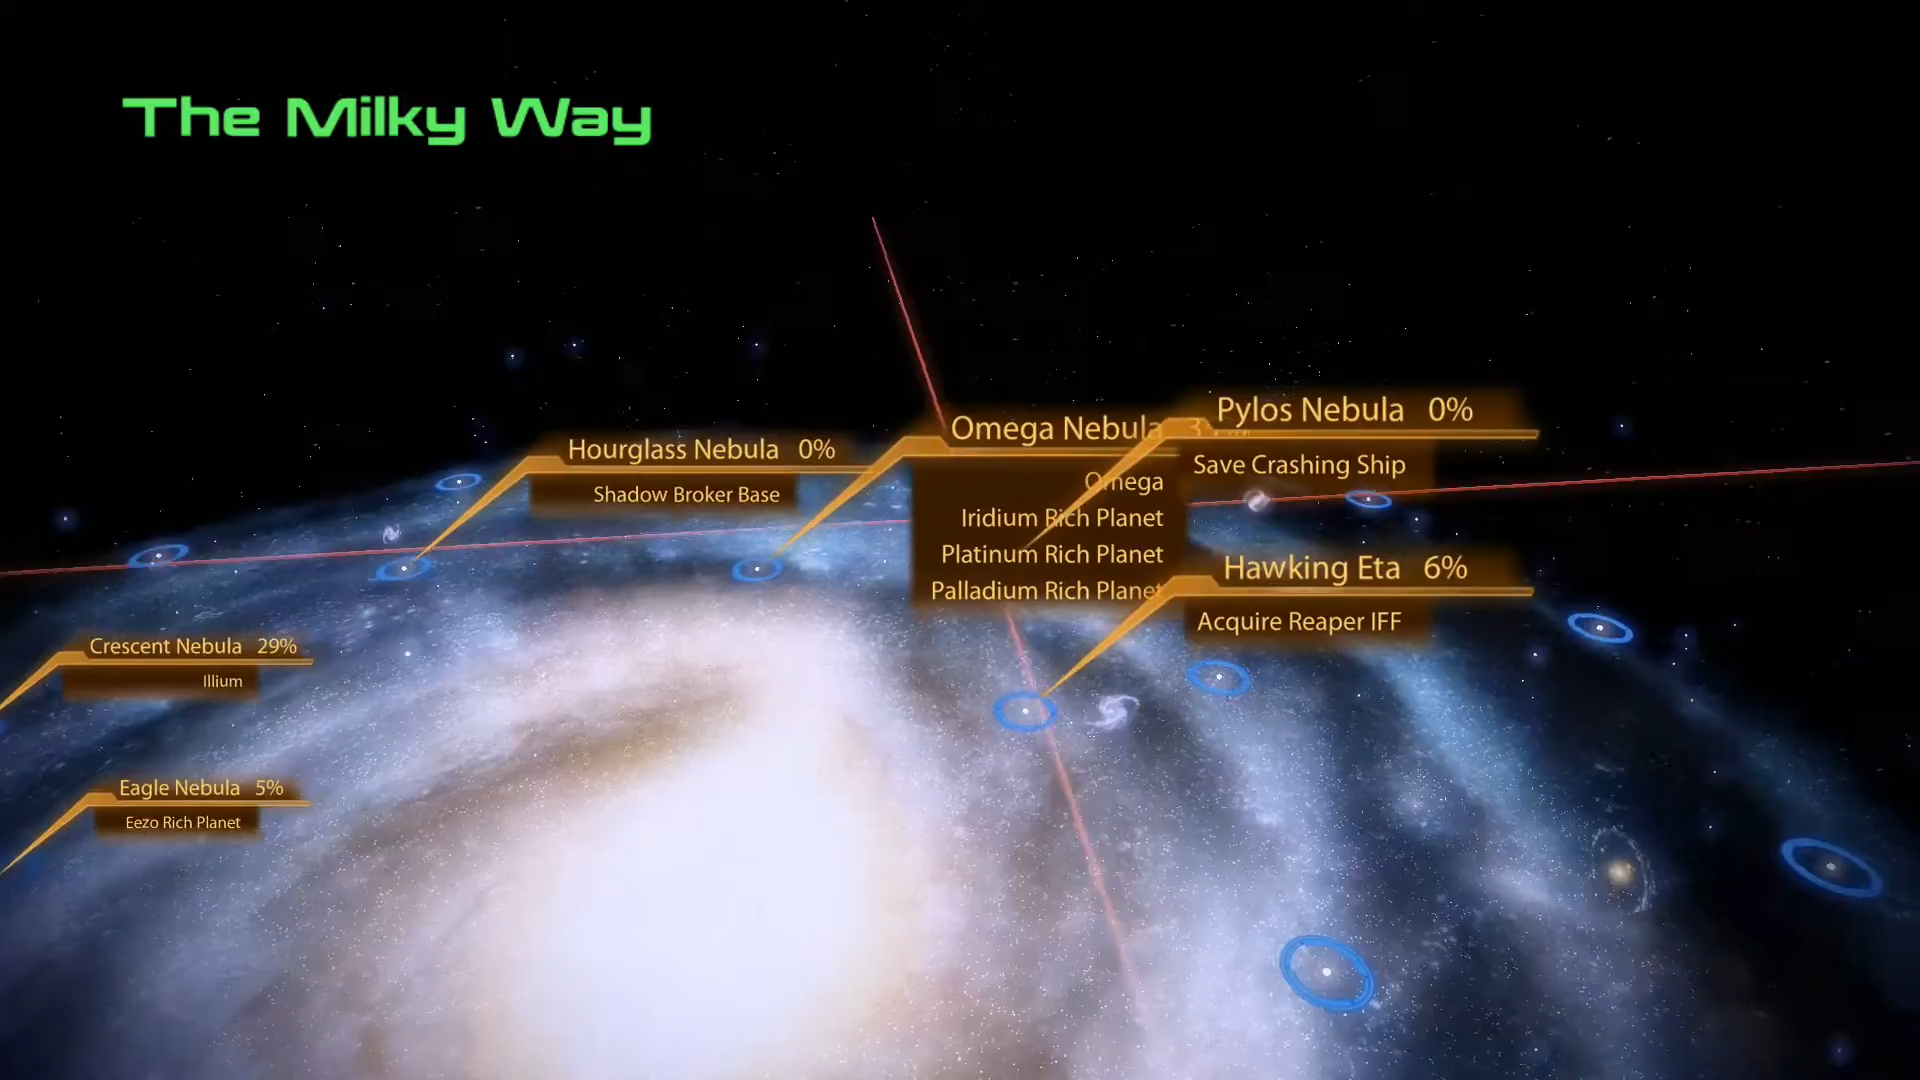 The Milky Way
Pylos Nebula 0%
Save Crashing Ship
Omega Nebula
Omega
Iridium Rich Planet
Platinum Rich Planet
Palladium Rich Planet
Hourglass Nebula 0%
Shadow Broker Base
Hawking Eta 6%
Acquire Reaper IFF
Crescent Nebula 29%
Illium
Eagle Nebula 5%
Eezo Rich Planet